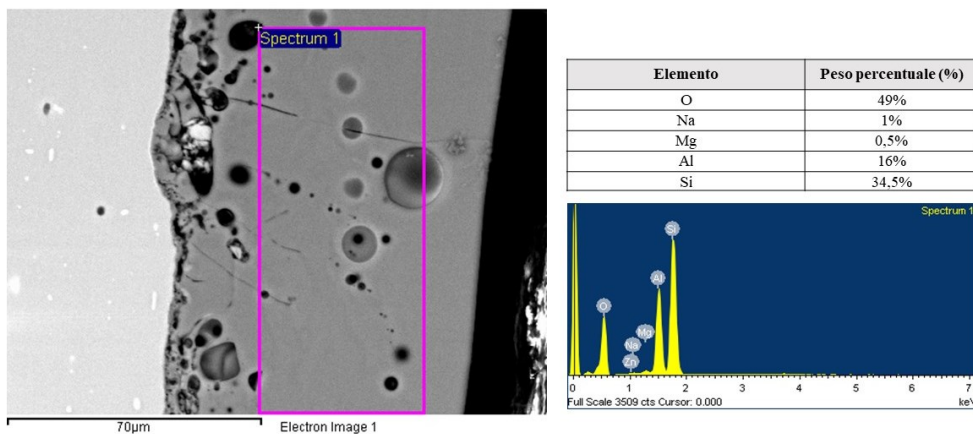 Spectrum 1
70µm
Electron Image 1
Elemento Peso percentuale (%)
O 49%
Na 1%
Mg 0,5%
Al 16%
Si 34,5%
Spectrum 1
Si
Al
O
Mg
Na
Zn
0 1 2 3 4 5 6 7
Full Scale 3509 cts Cursor: 0.000
keV